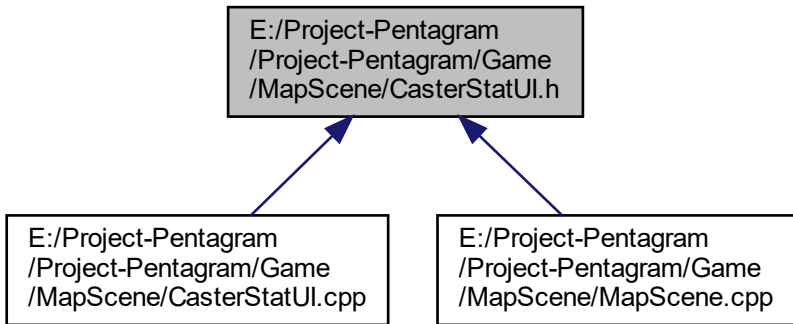 E:/Project-Pentagram
/Project-Pentagram/Game
/MapScene/CasterStatUI.h
E:/Project-Pentagram
/Project-Pentagram/Game
/MapScene/CasterStatUI.cpp
E:/Project-Pentagram
/Project-Pentagram/Game
/MapScene/MapScene.cpp